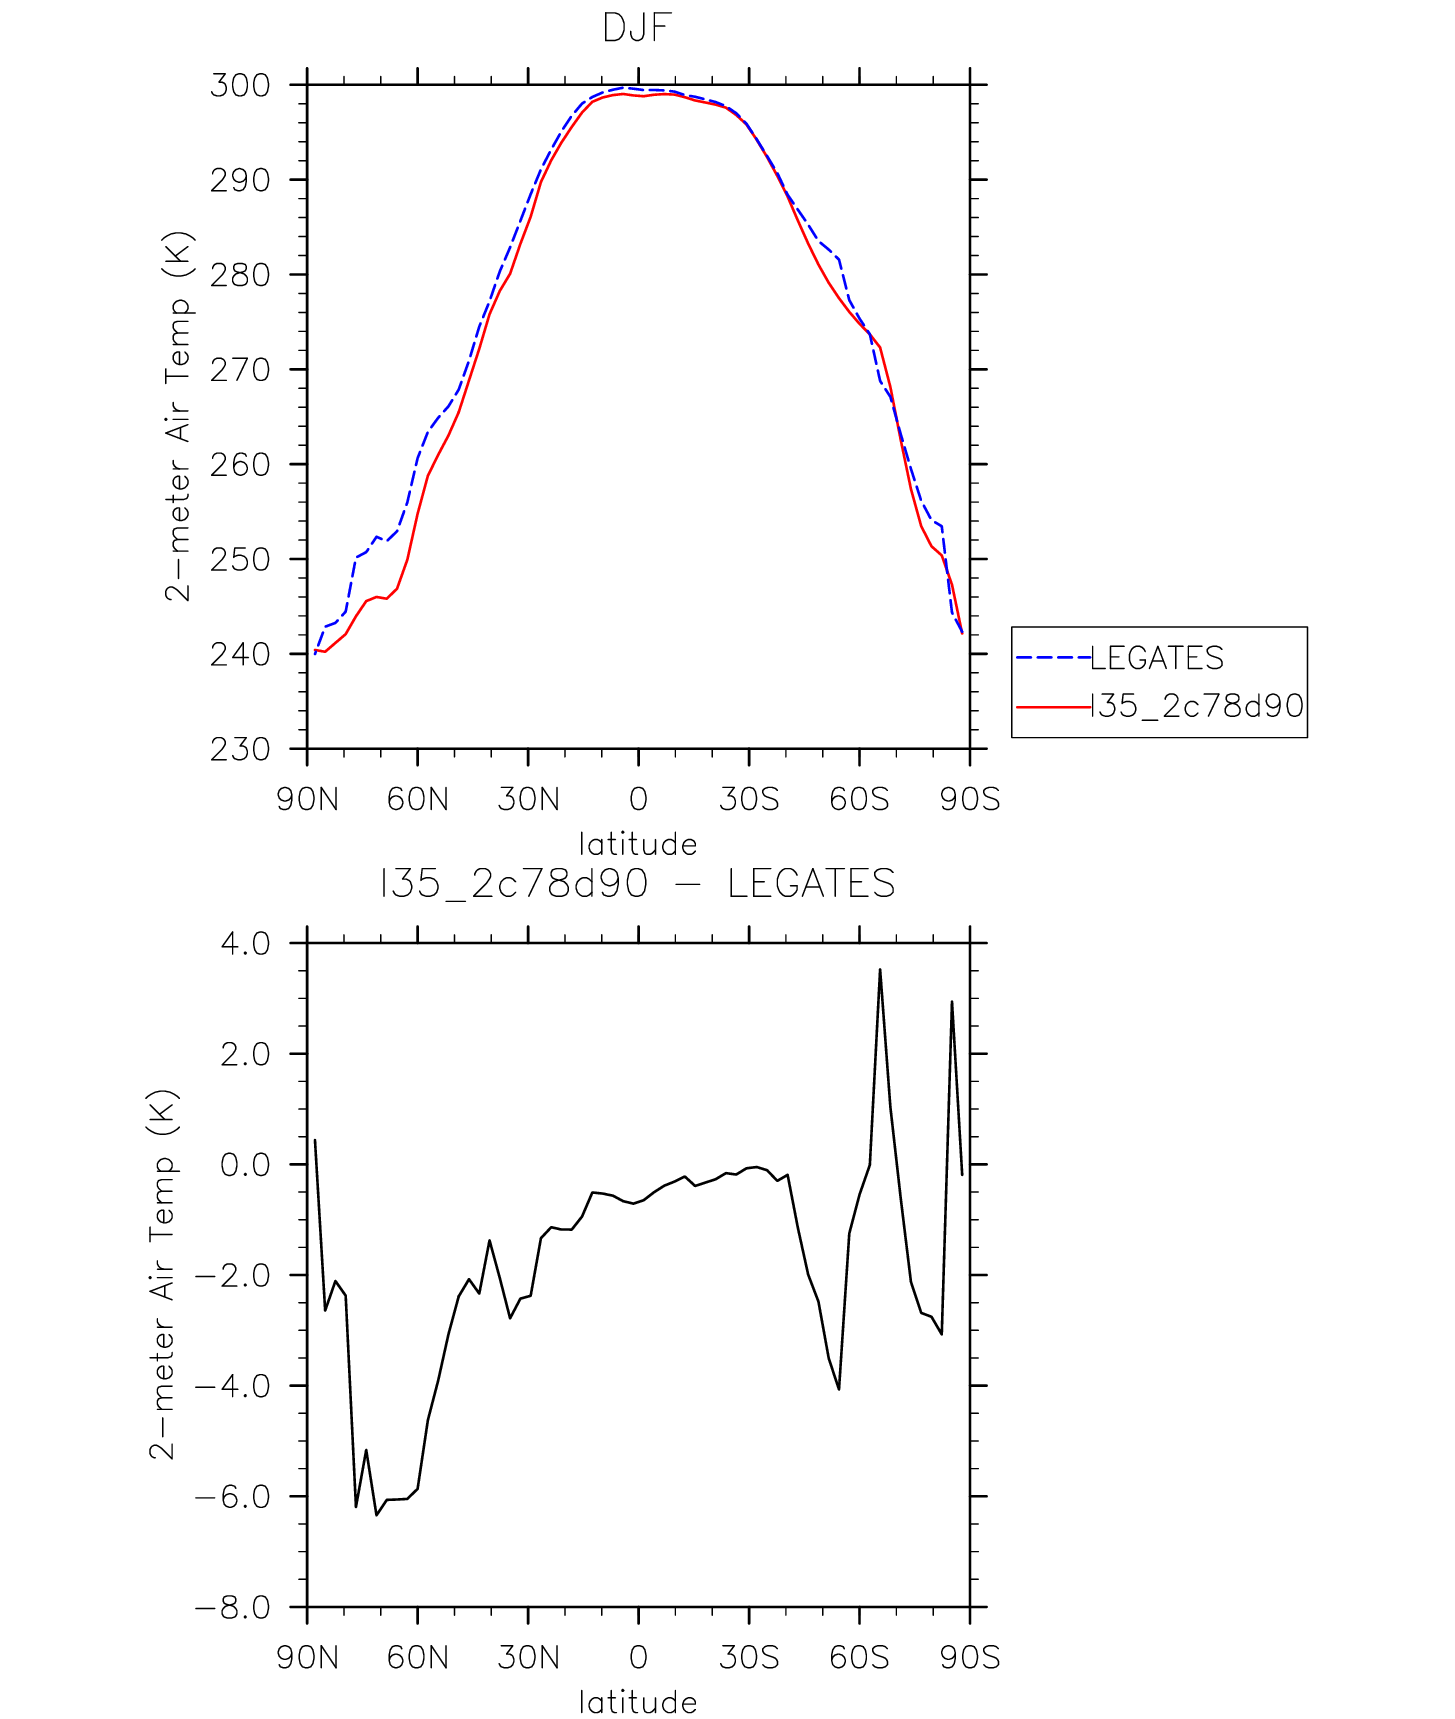 DJF
300
290
280
270
260
250
240
230
2-meter Air Temp (K)
90N 60N 30N 0 30S 60S 90S
latitude
LEGATES
I35_2c78d90
I35_2c78d90 - LEGATES
4.0
2.0
0.0
-2.0
-4.0
-6.0
-8.0
2-meter Air Temp (K)
90N 60N 30N 0 30S 60S 90S
latitude